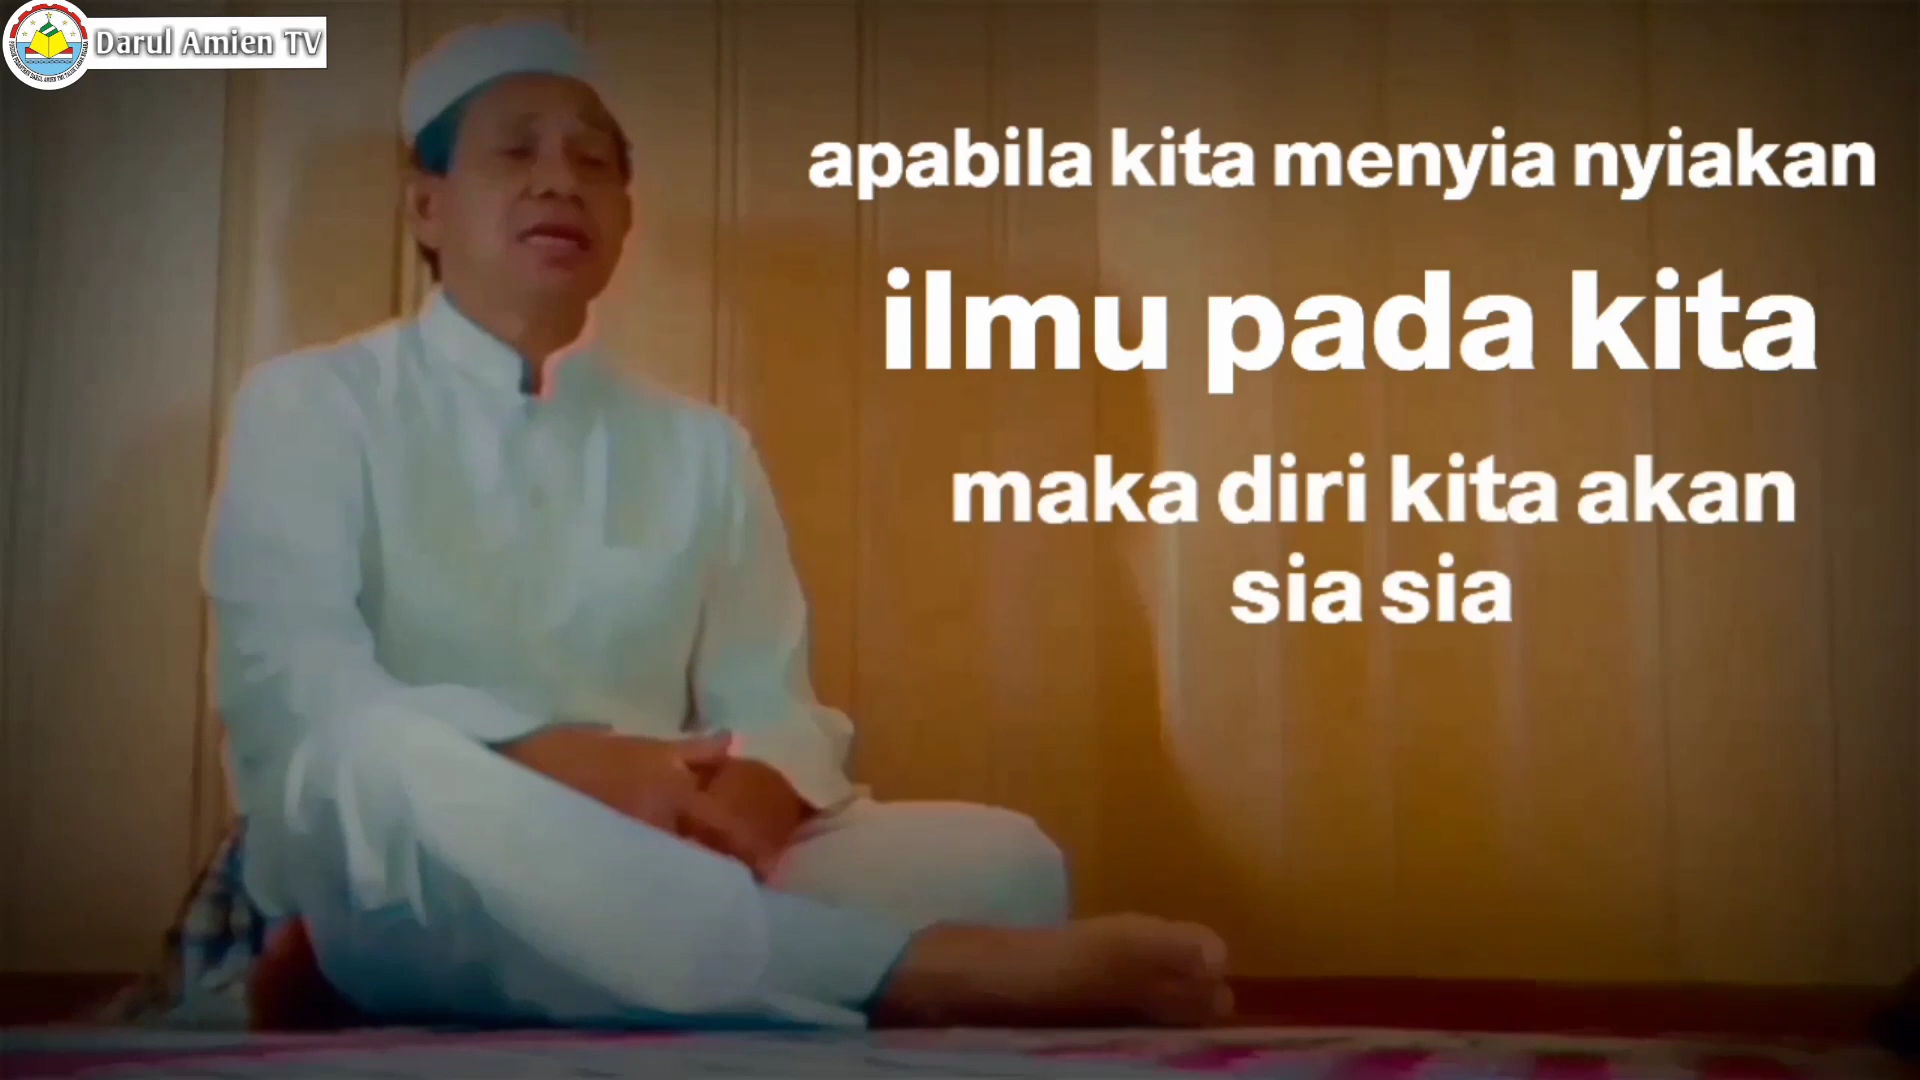 Darul Amien TV
apabila kita menyia nyiakan
ilmu pada kita
maka diri kita akan
sia sia